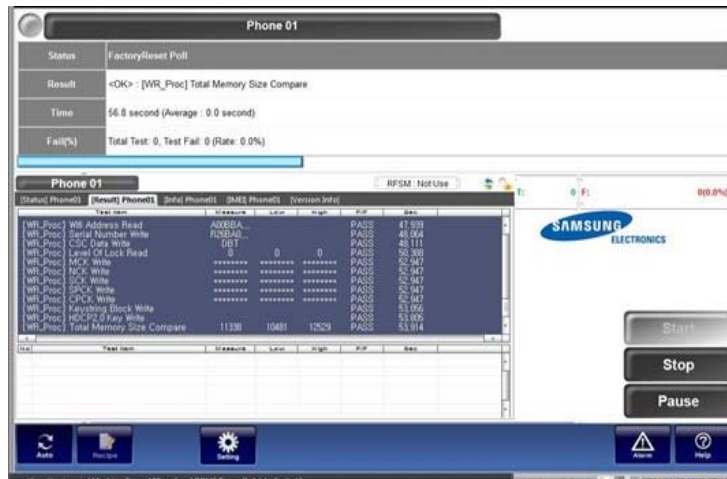 Phone 01
Status FactoryReset Poll
Result <OK> : [WR_Proc] Total Memory Size Compare
Time 56.8 second (Average : 0.0 second)
Fail(%) Total Test: 0, Test Fail: 0 (Rate: 0.0%)
Phone 01 RFSM : Not Use T: 0 F: 0(0.0%)
[Status] Phone01 [Result] Phone01 [Info] Phone01 [IMEI] Phone01 [Version Info]
Test Item Measure Low High P/F Sec
[WR_Proc] Wifi Address Read A00BBA... PASS 47,939
[WR_Proc] Serial Number Write R26BA0... PASS 48,064
[WR_Proc] CSC Data Write DBT PASS 48,111
[WR_Proc] Level Of Lock Read 0 0 0 PASS 50,388
[WR_Proc] MCK Write ******** ******** ******** PASS 52,947
[WR_Proc] NCK Write ******** ******** ******** PASS 52,947
[WR_Proc] SCK Write ******** ******** ******** PASS 52,947
[WR_Proc] SPCK Write ******** ******** ******** PASS 52,947
[WR_Proc] CPCK Write ******** ******** ******** PASS 52,947
[WR_Proc] Keystring Block Write PASS 53,056
[WR_Proc] HDCP2.0 Key Write PASS 53,805
[WR_Proc] Total Memory Size Compare 11338 10481 12529 PASS 53,914
SAMSUNG
ELECTRONICS
No Test Item Measure Low High P/F Sec
Start
Stop
Pause
Auto Recipe Setting Alarm Help